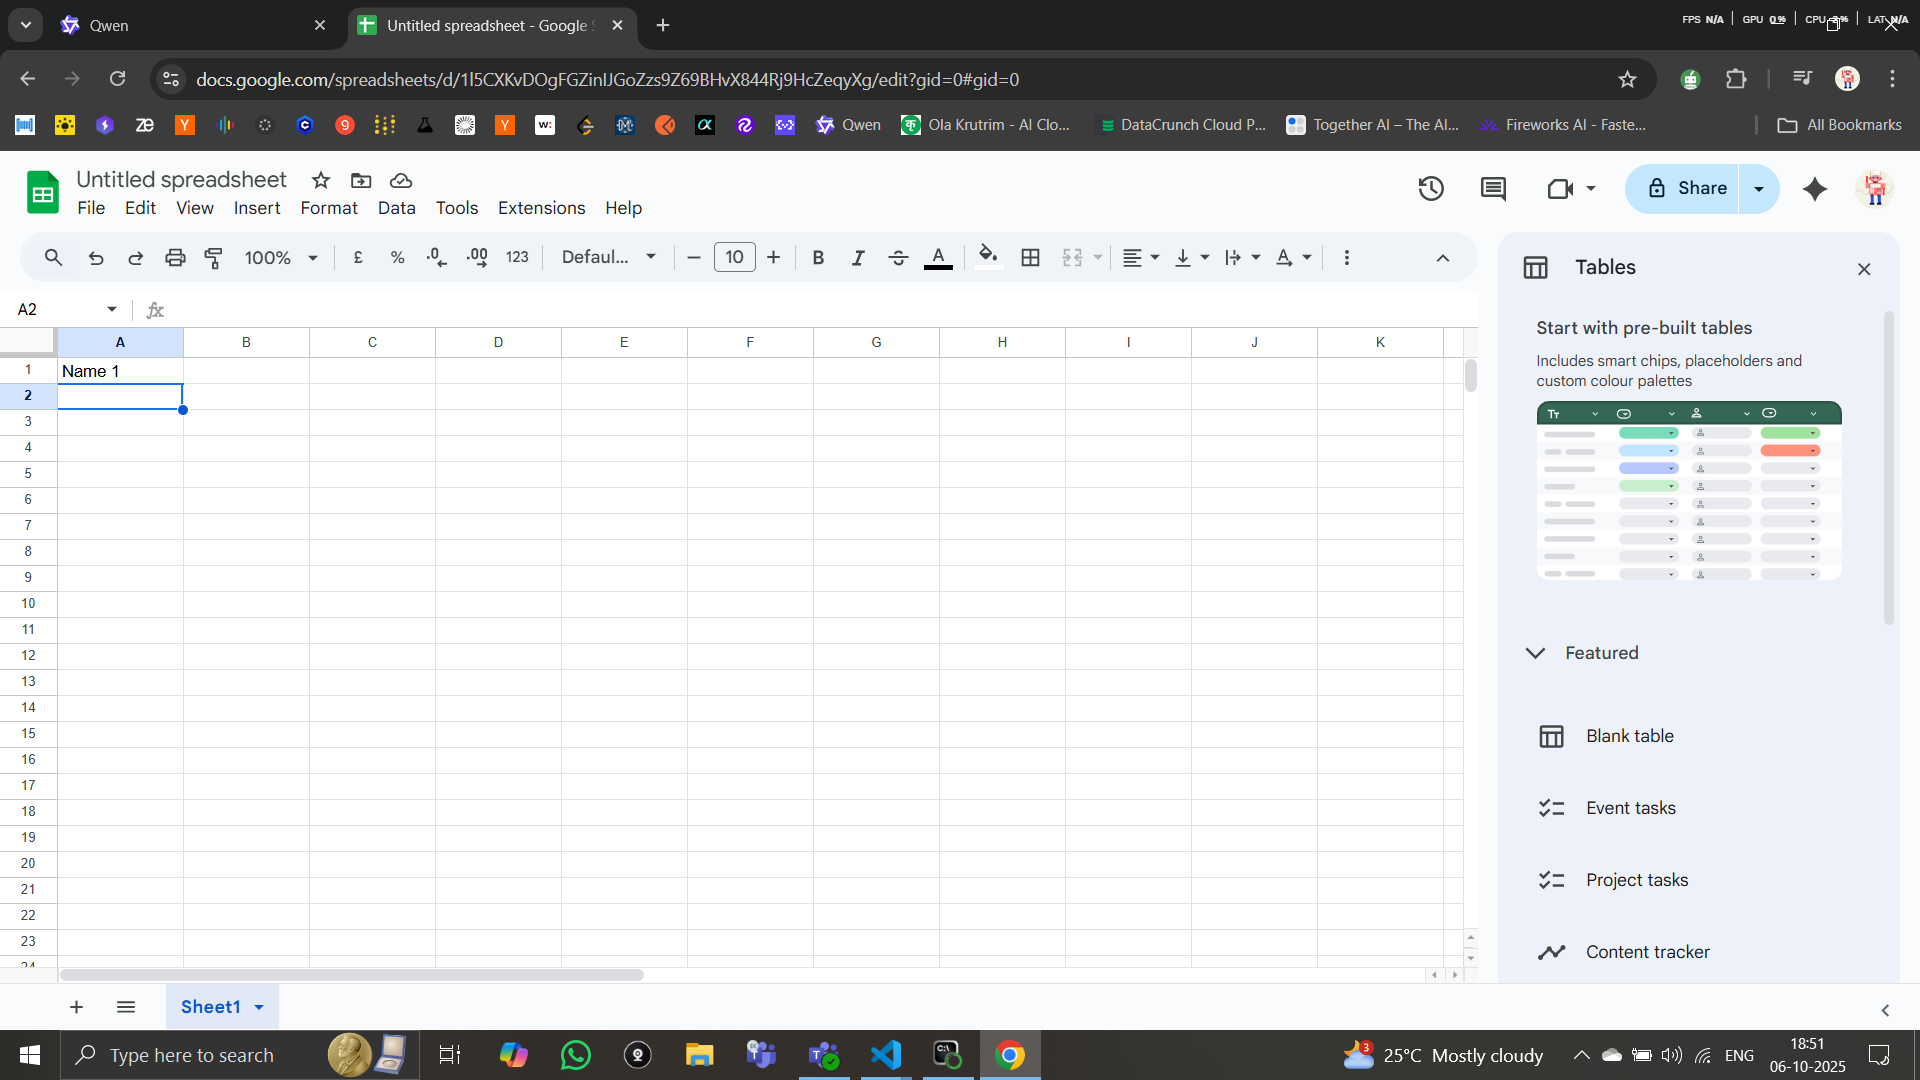 Qwen
Untitled spreadsheet - Google S
FPS N/A GPU 0% CPU 2% LAT N/A
docs.google.com/spreadsheets/d/1l5CXKvDOgFGZinIJGoZzs9Z69BHvX844Rj9HcZeqyXg/edit?gid=0#gid=0
Qwen Ola Krutrim - AI Clo... DataCrunch Cloud P... Together AI – The AI... Fireworks AI - Faste... All Bookmarks
Untitled spreadsheet
File Edit View Insert Format Data Tools Extensions Help
Share
100% £ % .0 .00 123 Defaul... 10 B I A
A2 fx
A B C D E F G H I J K
1 Name 1
2
3
4
5
6
7
8
9
10
11
12
13
14
15
16
17
18
19
20
21
22
23
24
Tables
Start with pre-built tables
Includes smart chips, placeholders and
custom colour palettes
Tт
Featured
Blank table
Event tasks
Project tasks
Content tracker
Sheet1
Type here to search
3 25°C Mostly cloudy ENG
18:51
06-10-2025